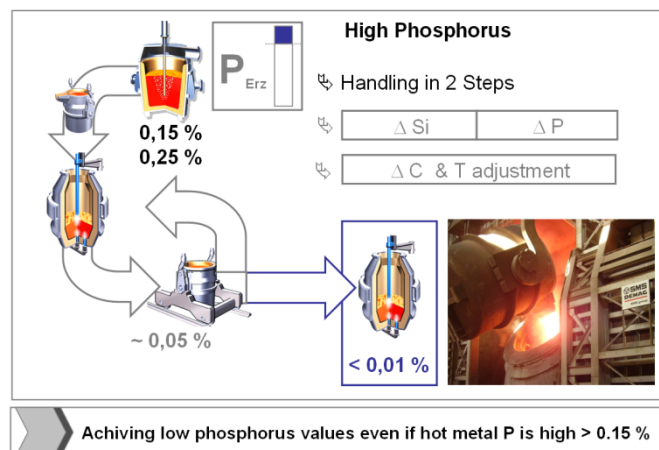 High Phosphorus
P Erz
Handling in 2 Steps
0,15 %
0,25 %
Δ Si
Δ P
Δ C & T adjustment
~ 0,05 %
< 0,01 %
SMS
DEMAG
Achiving low phosphorus values even if hot metal P is high > 0.15 %